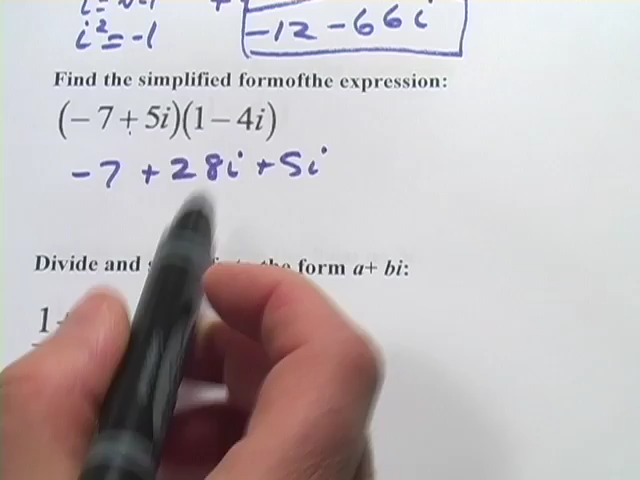 -12 - 66i
i² = -1
Find the simplified formofthe expression:
(- 7 + 5i)(1 - 4i)
-7 + 28i + 5i
Divide and form a+ bi:
1